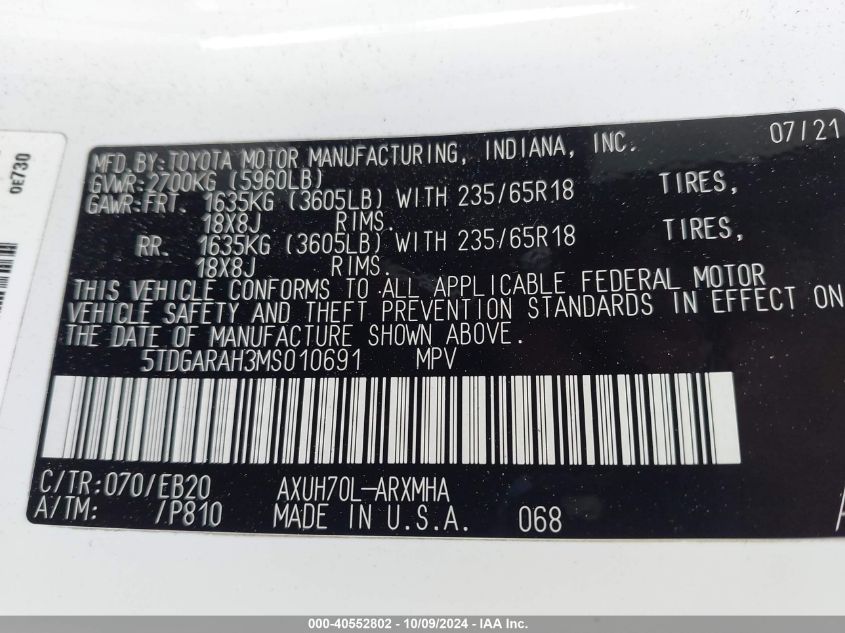 0E730
MFD. BY: TOYOTA MOTOR MANUFACTURING, INDIANA, INC. 07/21
GVWR: 2700KG (5960LB)
GAWR: FRT. 1635KG (3605LB) WITH 235/65R18 TIRES,
18X8J RIMS.
RR. 1635KG (3605LB) WITH 235/65R18 TIRES,
18X8J RIMS.
THIS VEHICLE CONFORMS TO ALL APPLICABLE FEDERAL MOTOR
VEHICLE SAFETY AND THEFT PREVENTION STANDARDS IN EFFECT ON
THE DATE OF MANUFACTURE SHOWN ABOVE.
5TDGARAH3MS010691 MPV
C/TR: 070/EB20 AXUH70L-ARXMHA
A/TM: /P810 MADE IN U.S.A. 068
000-40552802 - 10/09/2024 - IAA Inc.